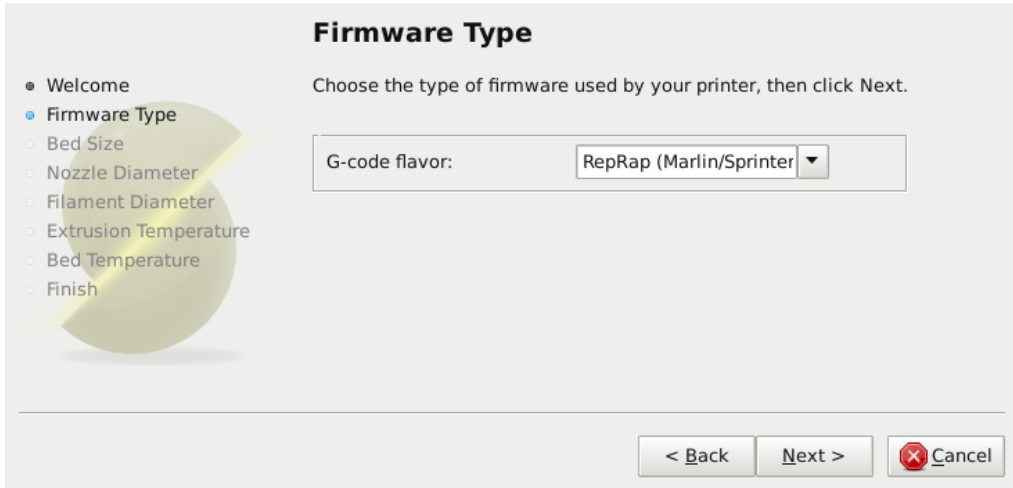 Firmware Type
Welcome
Firmware Type
Bed Size
Nozzle Diameter
Filament Diameter
Extrusion Temperature
Bed Temperature
Finish
Choose the type of firmware used by your printer, then click Next.
G-code flavor:
RepRap (Marlin/Sprinter
< Back
Next >
Cancel